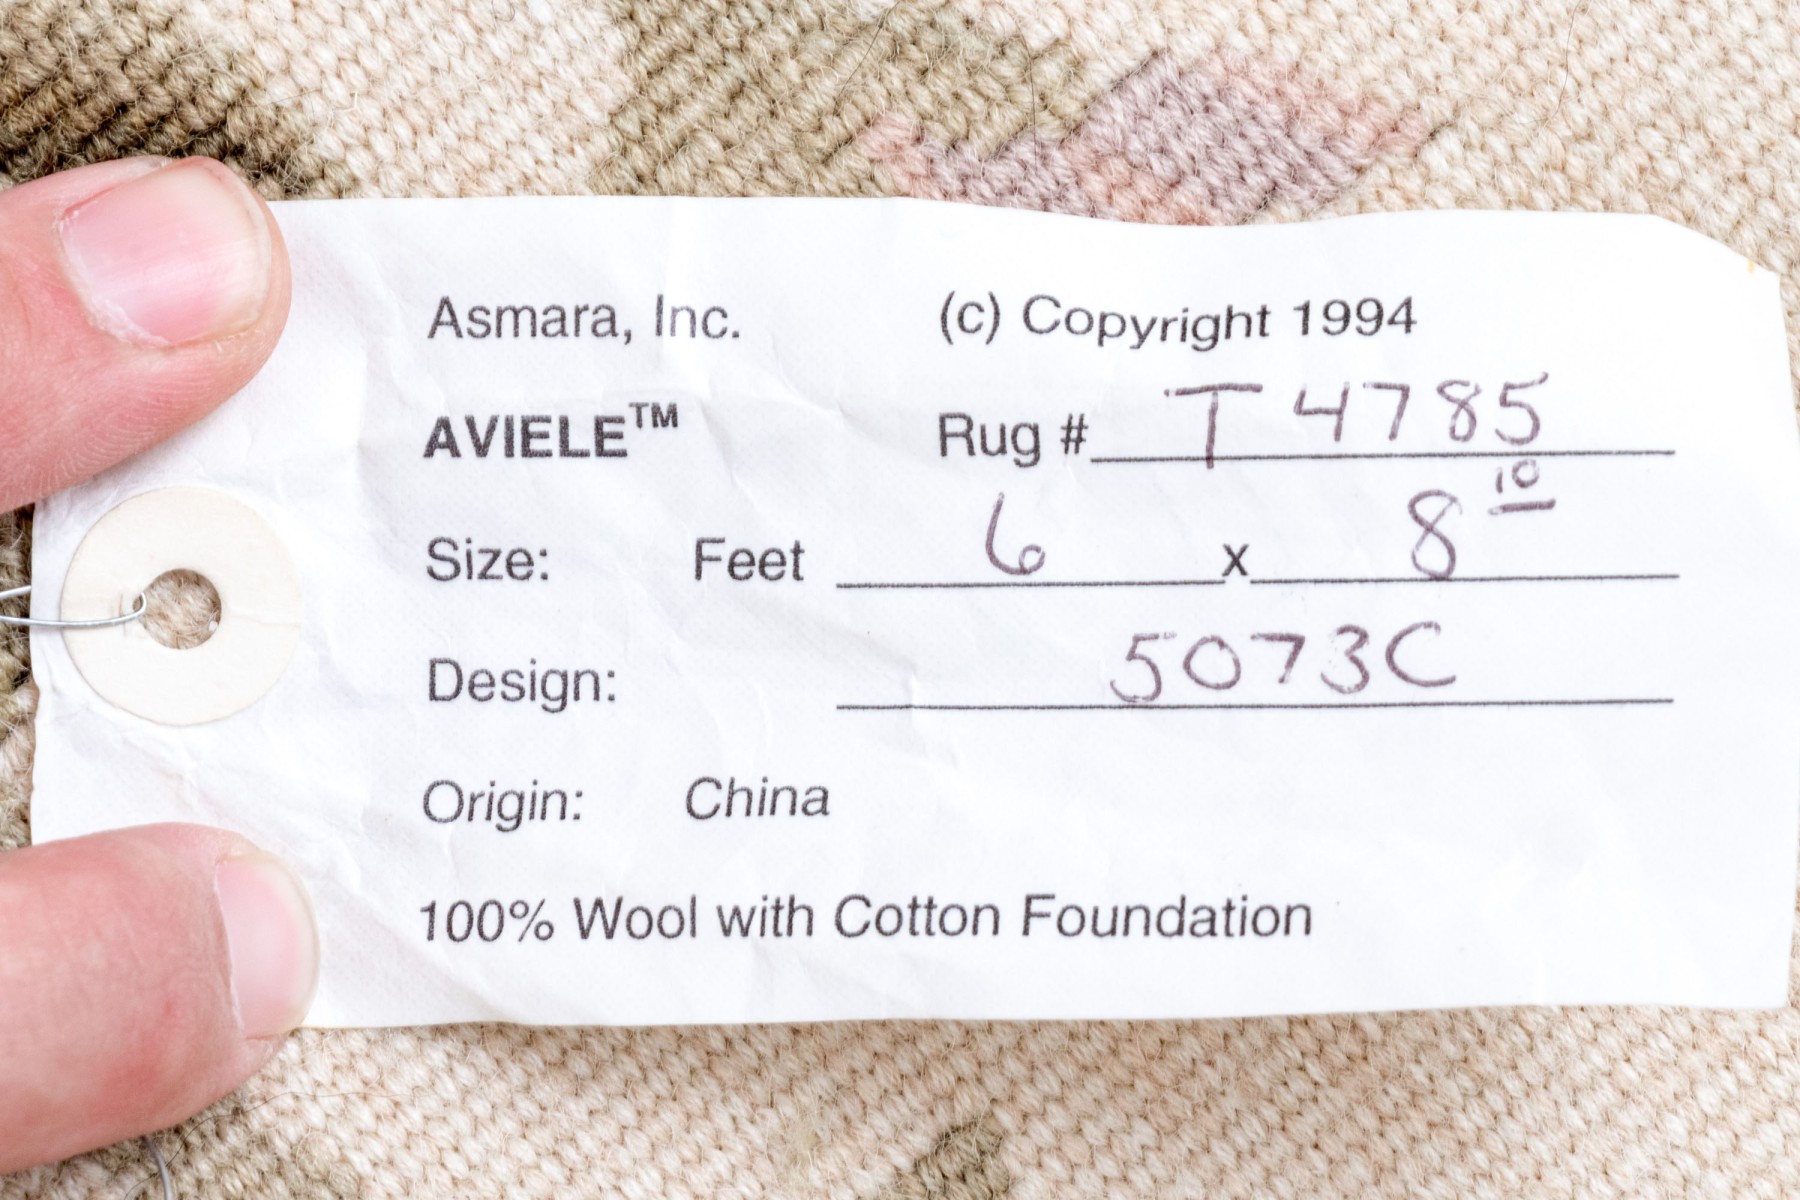 Asmara, Inc. (c) Copyright 1994
AVIELE™ Rug # T4785
Size: Feet 6 x 8 10
Design: 5073C
Origin: China
100% Wool with Cotton Foundation